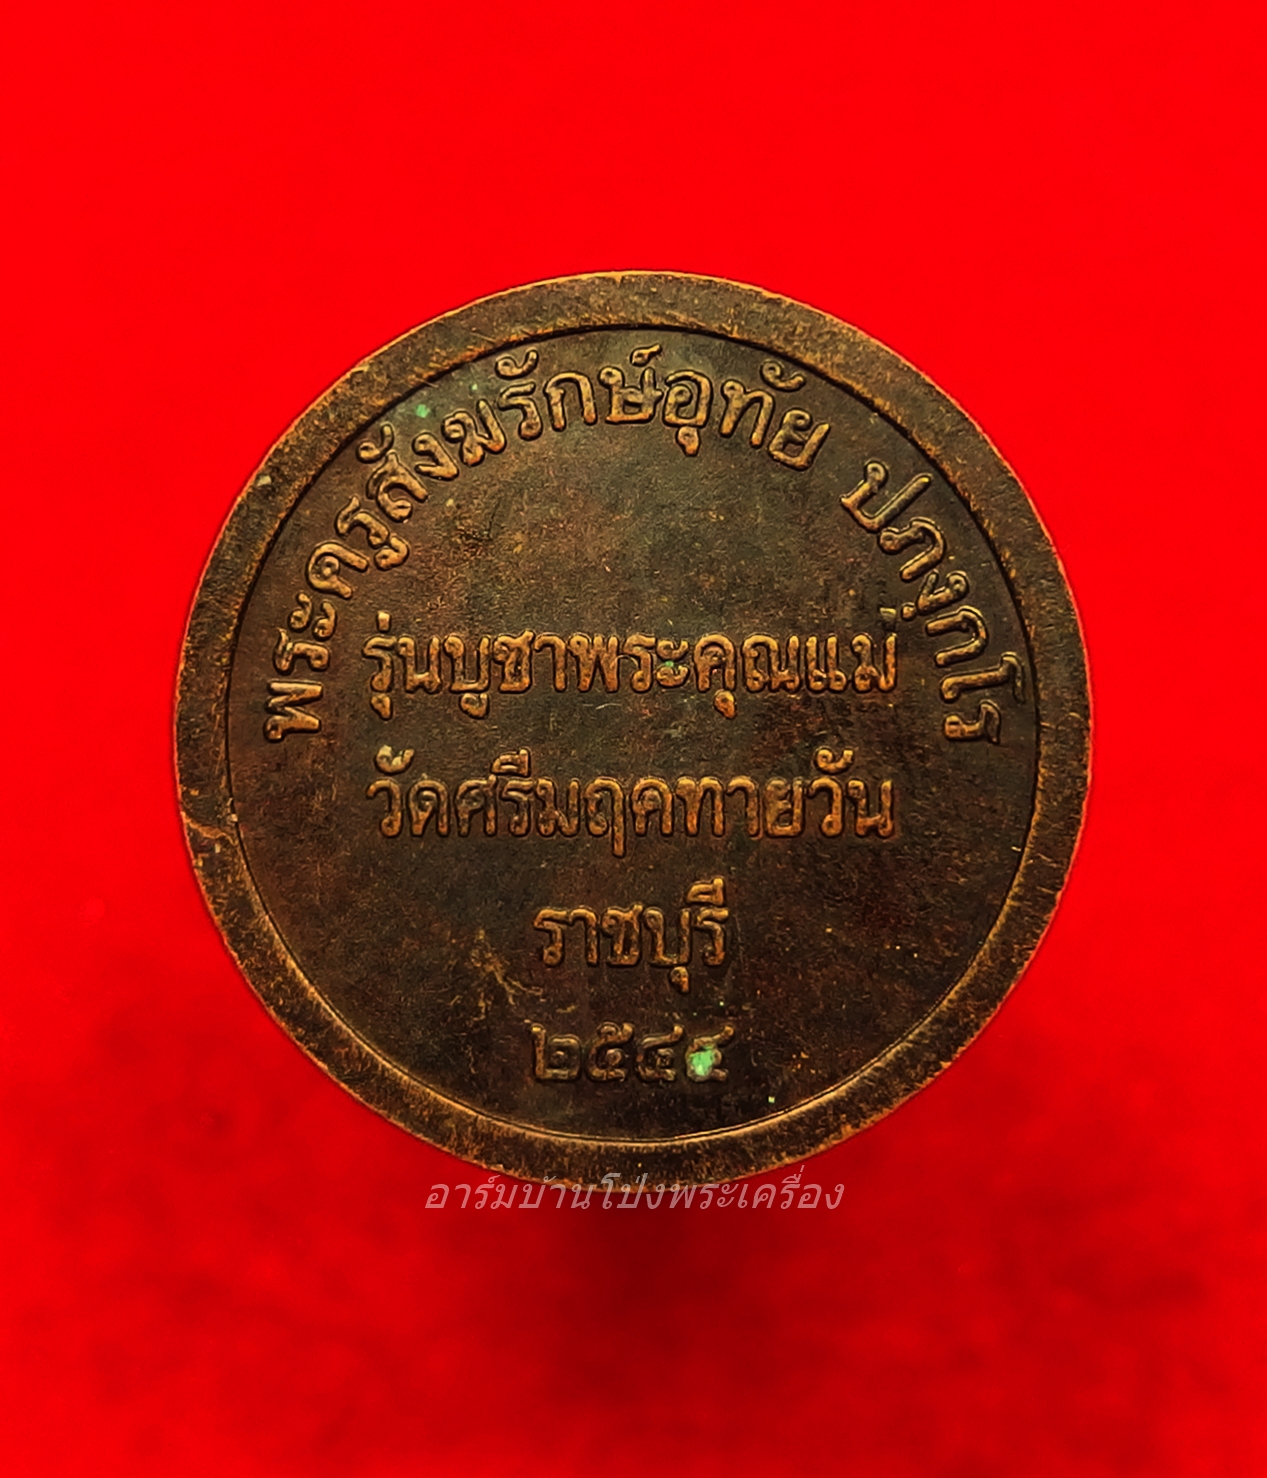 พระครูสังฆรักษ์อุทัย ปภงฺกโร
รุ่นบูชาพระคุณแม่
วัดศรีมฤคทายวัน
ราชบุรี
๒๕๔๔
อาร์มบ้านโป่งพระเครื่อง